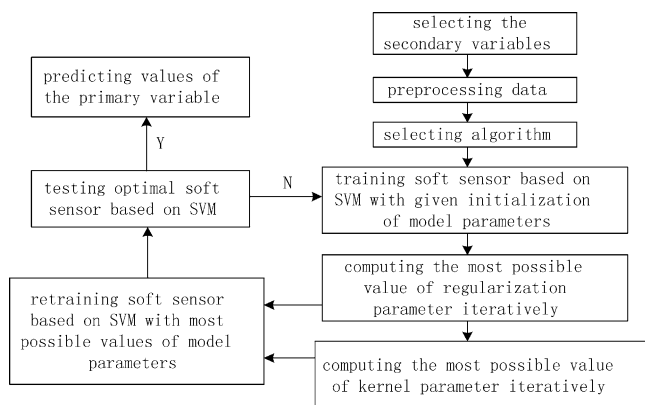 selecting the
secondary variables
preprocessing data
selecting algorithm
training soft sensor based on
SVM with given initialization
of model parameters
computing the most possible
value of regularization
parameter iteratively
computing the most possible value
of kernel parameter iteratively
retraining soft sensor
based on SVM with most
possible values of model
parameters
testing optimal soft
sensor based on SVM
N
Y
predicting values of
the primary variable